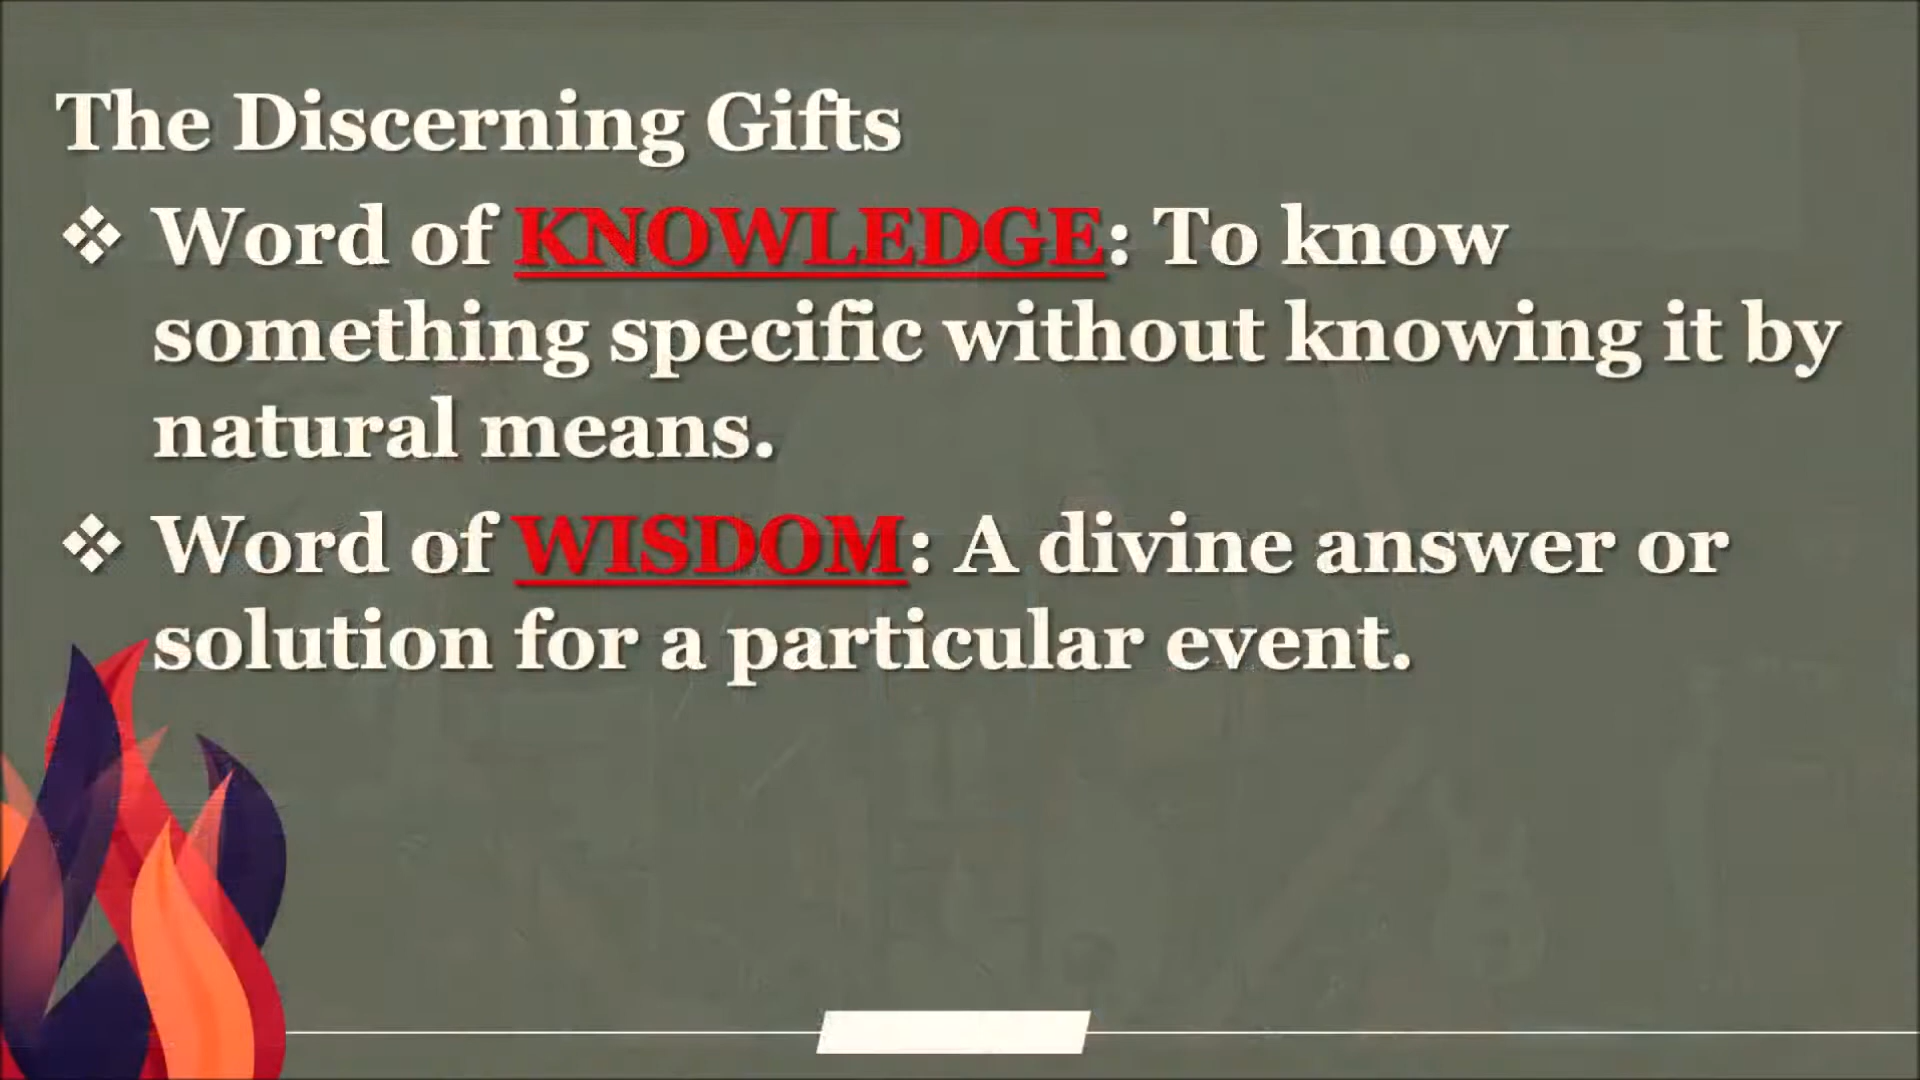 The Discerning Gifts
❖ Word of KNOWLEDGE: To know
something specific without knowing it by
natural means.
❖ Word of WISDOM: A divine answer or
solution for a particular event.